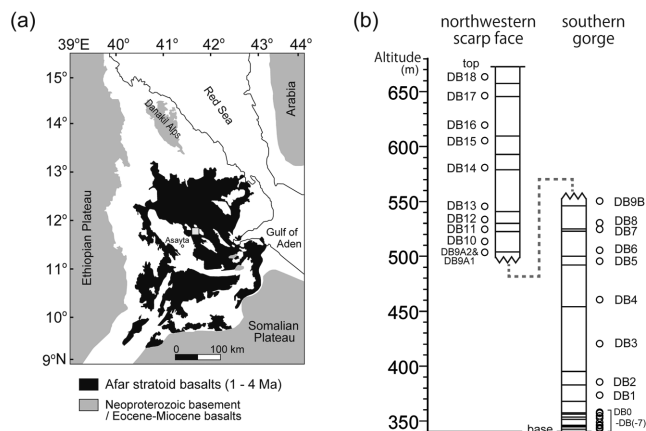 (a)
39°E 40° 41° 42° 43° 44°
15°
14°
13°
12°
11°
10°
9°N
Danakil Alps
Red Sea
Arabia
Ethiopian Plateau
Asayta
Gulf of
Aden
Somalian
Plateau
0 100 km
Afar stratoid basalts (1 - 4 Ma)
Neoproterozoic basement
/ Eocene-Miocene basalts
(b)
northwestern
scarp face
southern
gorge
Altitude
(m)
650
600
550
500
450
400
350
top
DB18
DB17
DB16
DB15
DB14
DB13
DB12
DB11
DB10
DB9A2&
DB9A1
DB9B
DB8
DB7
DB6
DB5
DB4
DB3
DB2
DB1
DB0
-DB(-7)
base